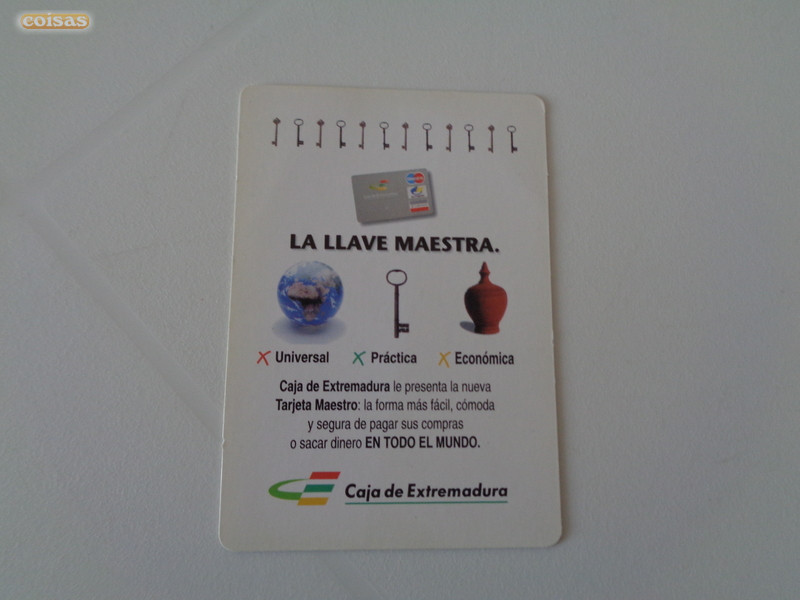 coisas
LA LLAVE MAESTRA.
Universal
Práctica
Económica
Caja de Extremadura le presenta la nueva
Tarjeta Maestro: la forma más fácil, cómoda
y segura de pagar sus compras
o sacar dinero EN TODO EL MUNDO.
Caja de Extremadura